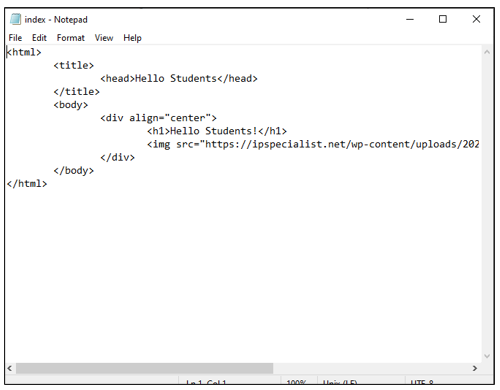 index - Notepad
File Edit Format View Help
<html>
<title>
<head>Hello Students</head>
</title>
<body>
<div align="center">
<h1>Hello Students!</h1>
<img src="https://ipspecialist.net/wp-content/uploads/202
</div>
</body>
</html>
Ln 1, Col 1 100% Unix (LF) UTF-8